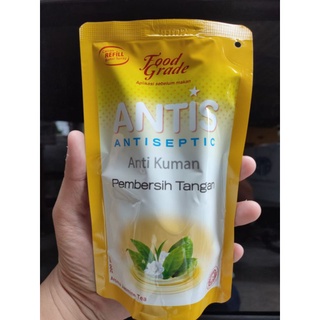 REFILL
Food
Grade
ANTIS
ANTISEPTIC
Anti Kuman
Pembersih Tangan